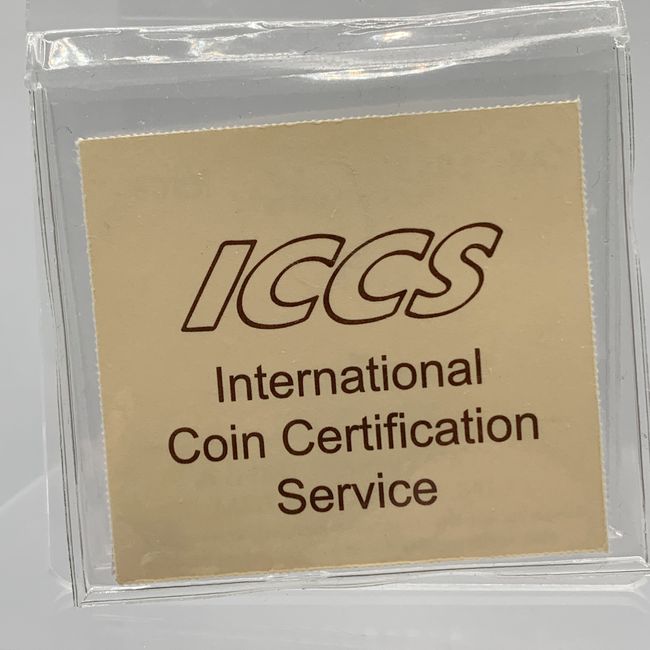 ICCS
International
Coin Certification
Service